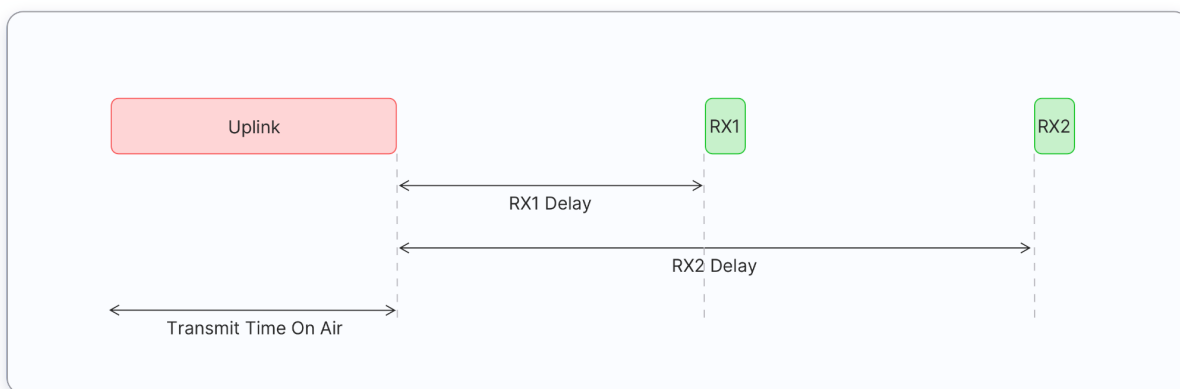 Uplink
RX1
RX2
RX1 Delay
RX2 Delay
Transmit Time On Air